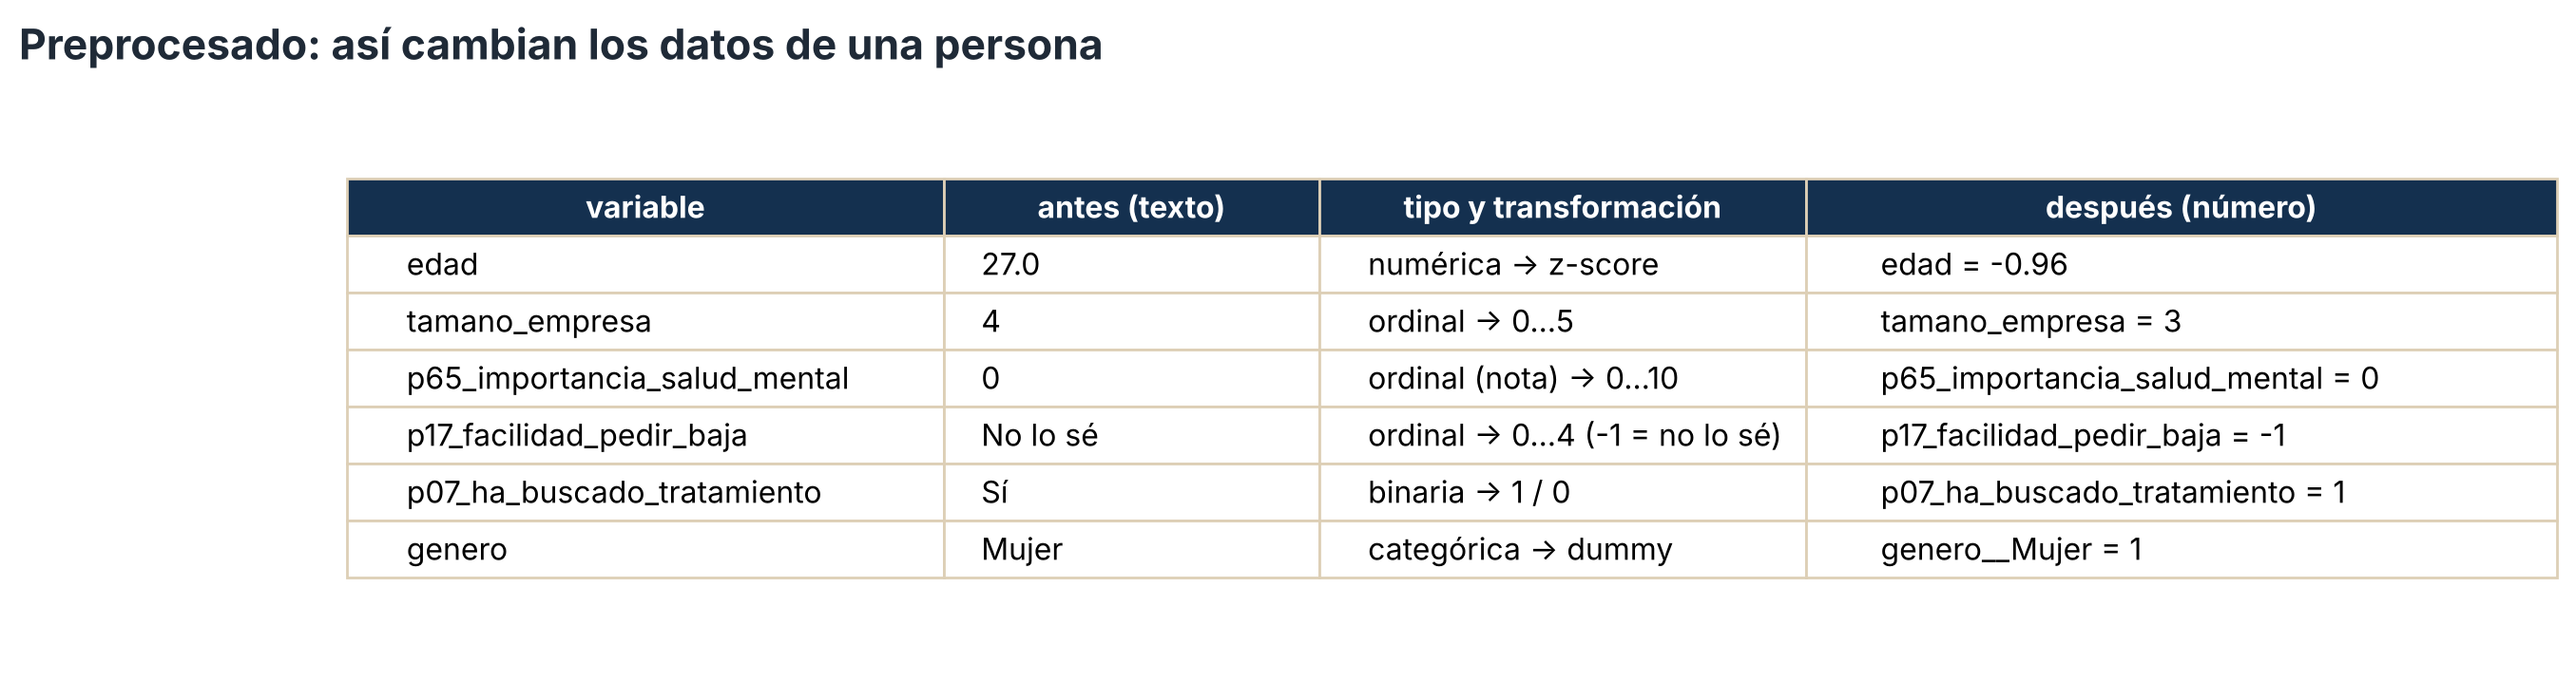 Preprocesado: así cambian los datos de una persona
variable antes (texto) tipo y transformación después (número)
edad 27.0 numérica → z-score edad = -0.96
tamano_empresa 4 ordinal → 0...5 tamano_empresa = 3
p65_importancia_salud_mental 0 ordinal (nota) → 0...10 p65_importancia_salud_mental = 0
p17_facilidad_pedir_baja No lo sé ordinal → 0...4 (-1 = no lo sé) p17_facilidad_pedir_baja = -1
p07_ha_buscado_tratamiento Sí binaria → 1 / 0 p07_ha_buscado_tratamiento = 1
genero Mujer categórica → dummy genero__Mujer = 1